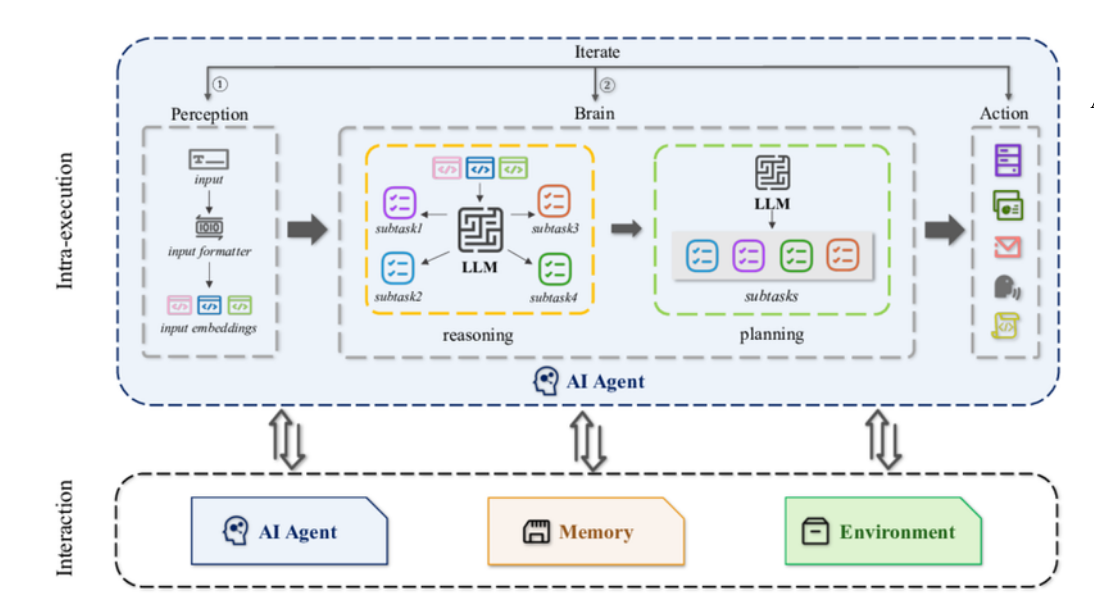 Iterate
①
②
Perception
Brain
Action
Intra-execution
input
input formatter
input embeddings
subtask1
subtask3
LLM
subtask2
subtask4
reasoning
LLM
subtasks
planning
AI Agent
Interaction
AI Agent
Memory
Environment